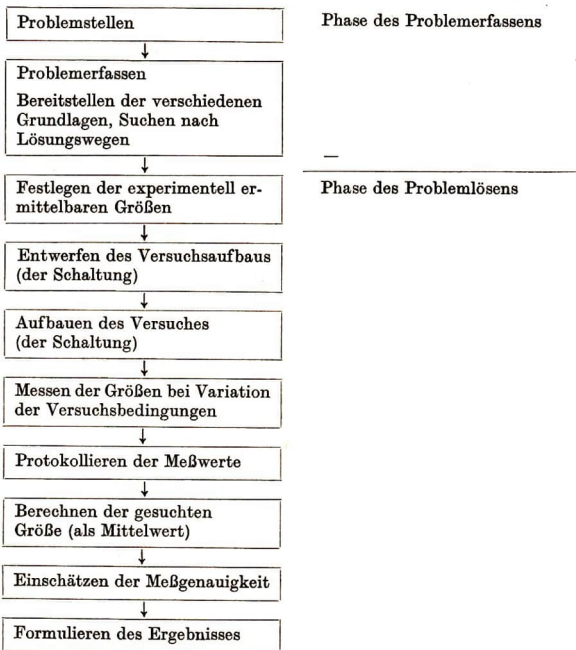 Problemstellen
Phase des Problemerfassens
Problemerfassen
Bereitstellen der verschiedenen
Grundlagen, Suchen nach
Lösungswegen
Festlegen der experimentell er-
mittelbaren Größen
Phase des Problemlösens
Entwerfen des Versuchsaufbaus
(der Schaltung)
Aufbauen des Versuches
(der Schaltung)
Messen der Größen bei Variation
der Versuchsbedingungen
Protokollieren der Meßwerte
Berechnen der gesuchten
Größe (als Mittelwert)
Einschätzen der Meßgenauigkeit
Formulieren des Ergebnisses